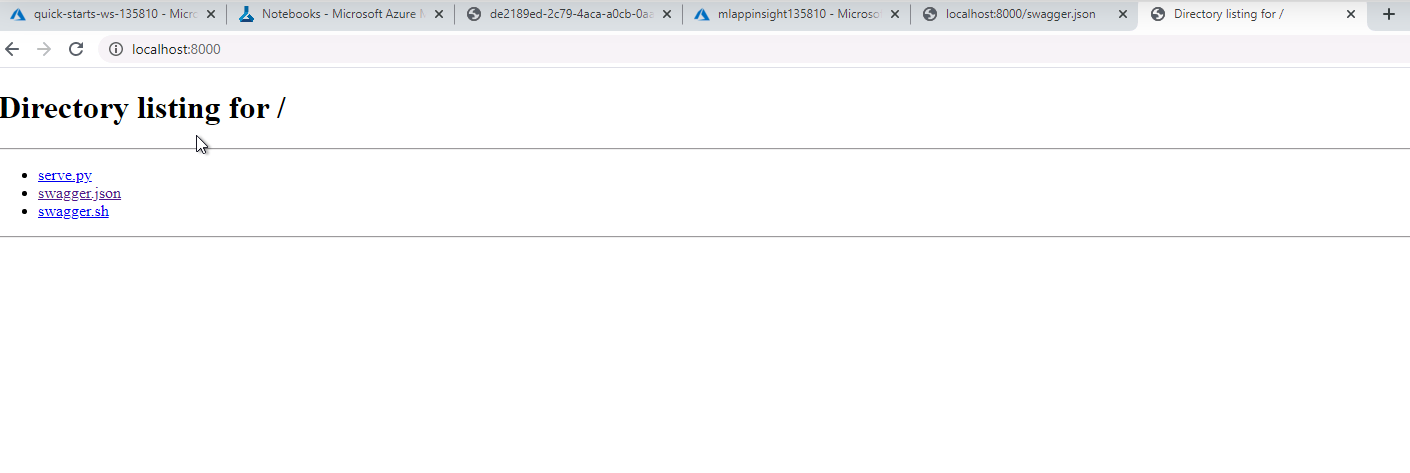 quick-starts-ws-135810 - Micro
Notebooks - Microsoft Azure M
de2189ed-2c79-4aca-a0cb-0aa
mlappinsight135810 - Microso
localhost:8000/swagger.json
Directory listing for /
localhost:8000
Directory listing for /
serve.py
swagger.json
swagger.sh